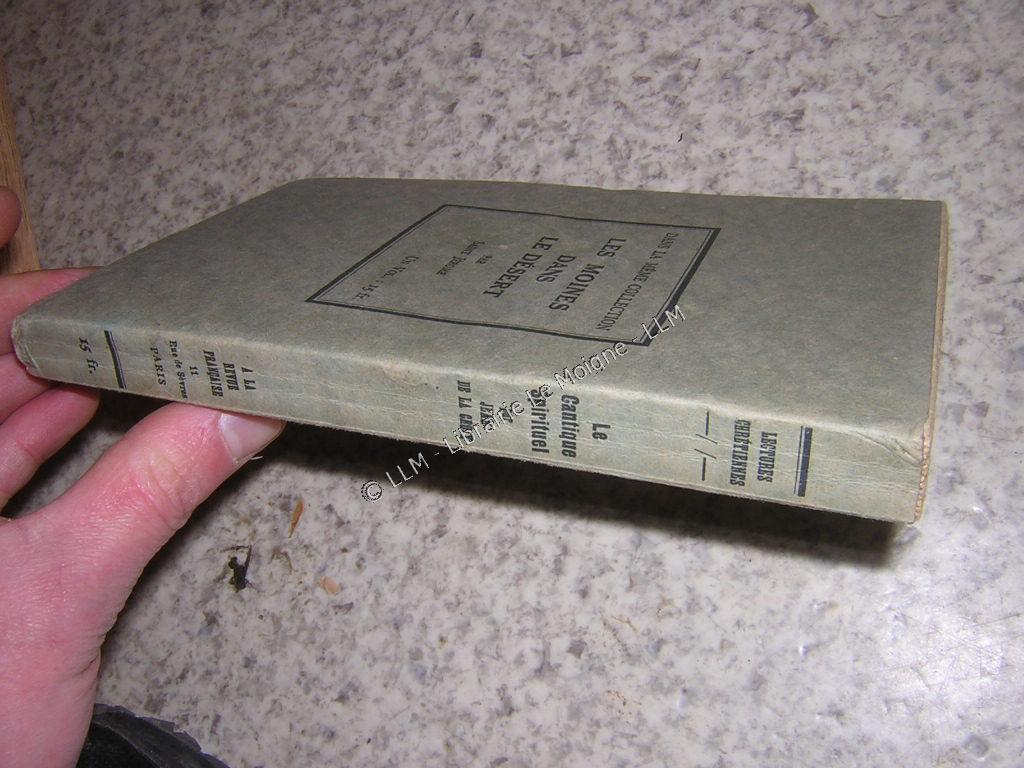 DANS LA MÊME COLLECTION
LES MOINES
DANS
LE DÉSERT
PAR
SAINT JÉRÔME
UN VOL. : 15 fr.
LECTURES
CHRÉTIENNES
Le
Cantique
Spirituel
DE LA
A LA
REVUE
FRANÇAISE
11
Rue de Sèvres
PARIS
15 fr.
© LLM - Librairie Le Moigne - LLM